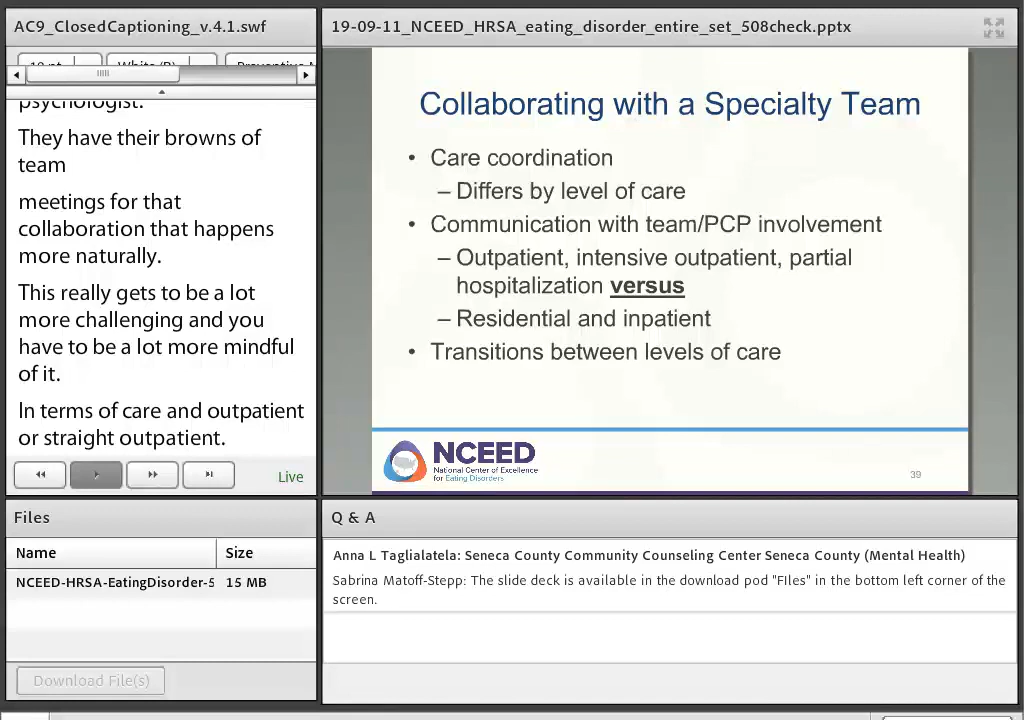 AC9_ClosedCaptioning_v.4.1.swf
psychologist.
They have their browns of
team
meetings for that
collaboration that happens
more naturally.
This really gets to be a lot
more challenging and you
have to be a lot more mindful
of it.
In terms of care and outpatient
or straight outpatient.
Live
Files
Name Size
NCEED-HRSA-EatingDisorder-5 15 MB
Download File(s)
19-09-11_NCEED_HRSA_eating_disorder_entire_set_508check.pptx
Collaborating with a Specialty Team
• Care coordination
– Differs by level of care
• Communication with team/PCP involvement
– Outpatient, intensive outpatient, partial
hospitalization versus
– Residential and inpatient
• Transitions between levels of care
NCEED
National Center of Excellence
for Eating Disorders
39
Q & A
Anna L Taglialatela: Seneca County Community Counseling Center Seneca County (Mental Health)
Sabrina Matoff-Stepp: The slide deck is available in the download pod "FIles" in the bottom left corner of the
screen.